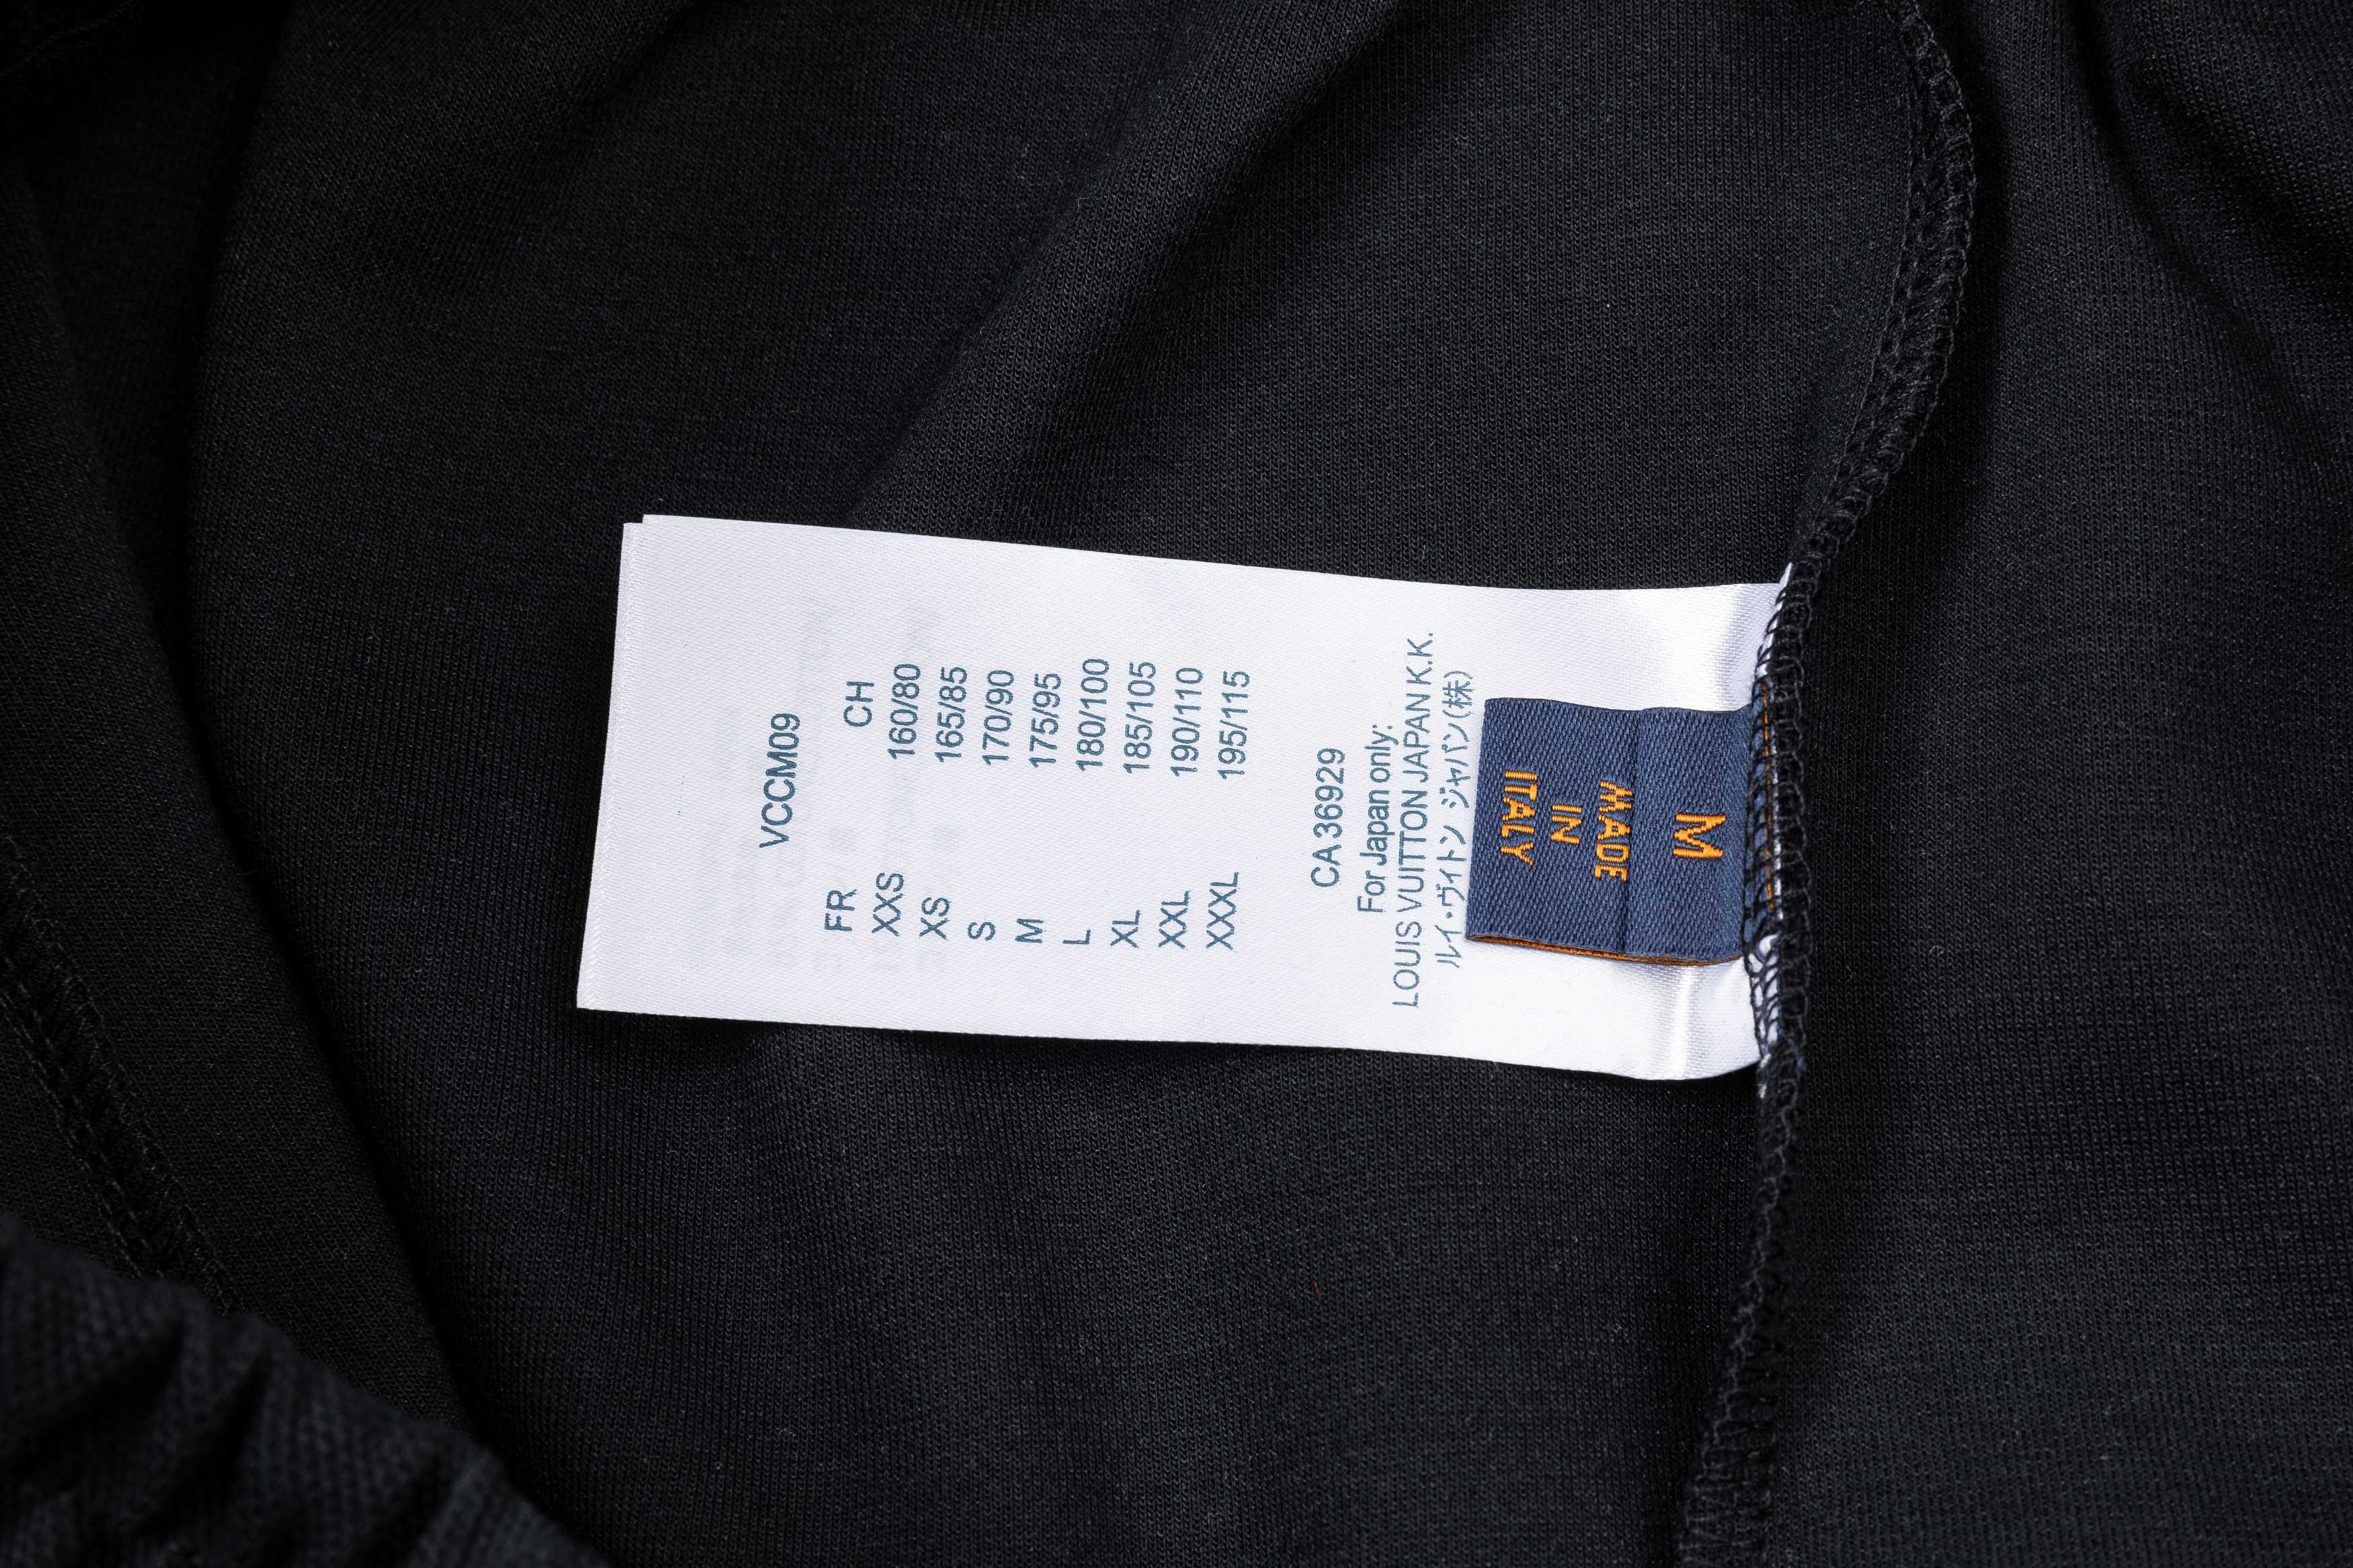 VCCM09
FR CH
XXS 160/80
XS 165/85
S 170/90
M 175/95
L 180/100
XL 185/105
XXL 190/110
XXXL 195/115
CA 36929
For Japan only:
LOUIS VUITTON JAPAN K.K.
ルイ・ヴィトン ジャパン(株)
M
MADE
IN
ITALY